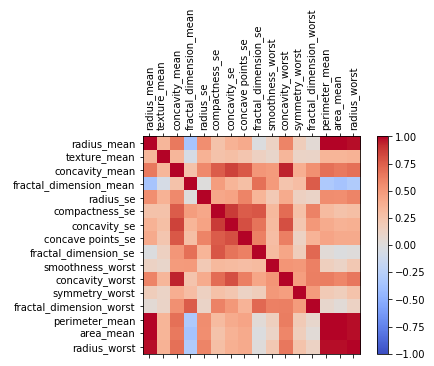 radius_mean
texture_mean
concavity_mean
fractal_dimension_mean
radius_se
compactness_se
concavity_se
concave points_se
fractal_dimension_se
smoothness_worst
concavity_worst
symmetry_worst
fractal_dimension_worst
perimeter_mean
area_mean
radius_worst
radius_mean
texture_mean
concavity_mean
fractal_dimension_mean
radius_se
compactness_se
concavity_se
concave points_se
fractal_dimension_se
smoothness_worst
concavity_worst
symmetry_worst
fractal_dimension_worst
perimeter_mean
area_mean
radius_worst
1.00
0.75
0.50
0.25
0.00
−0.25
−0.50
−0.75
−1.00